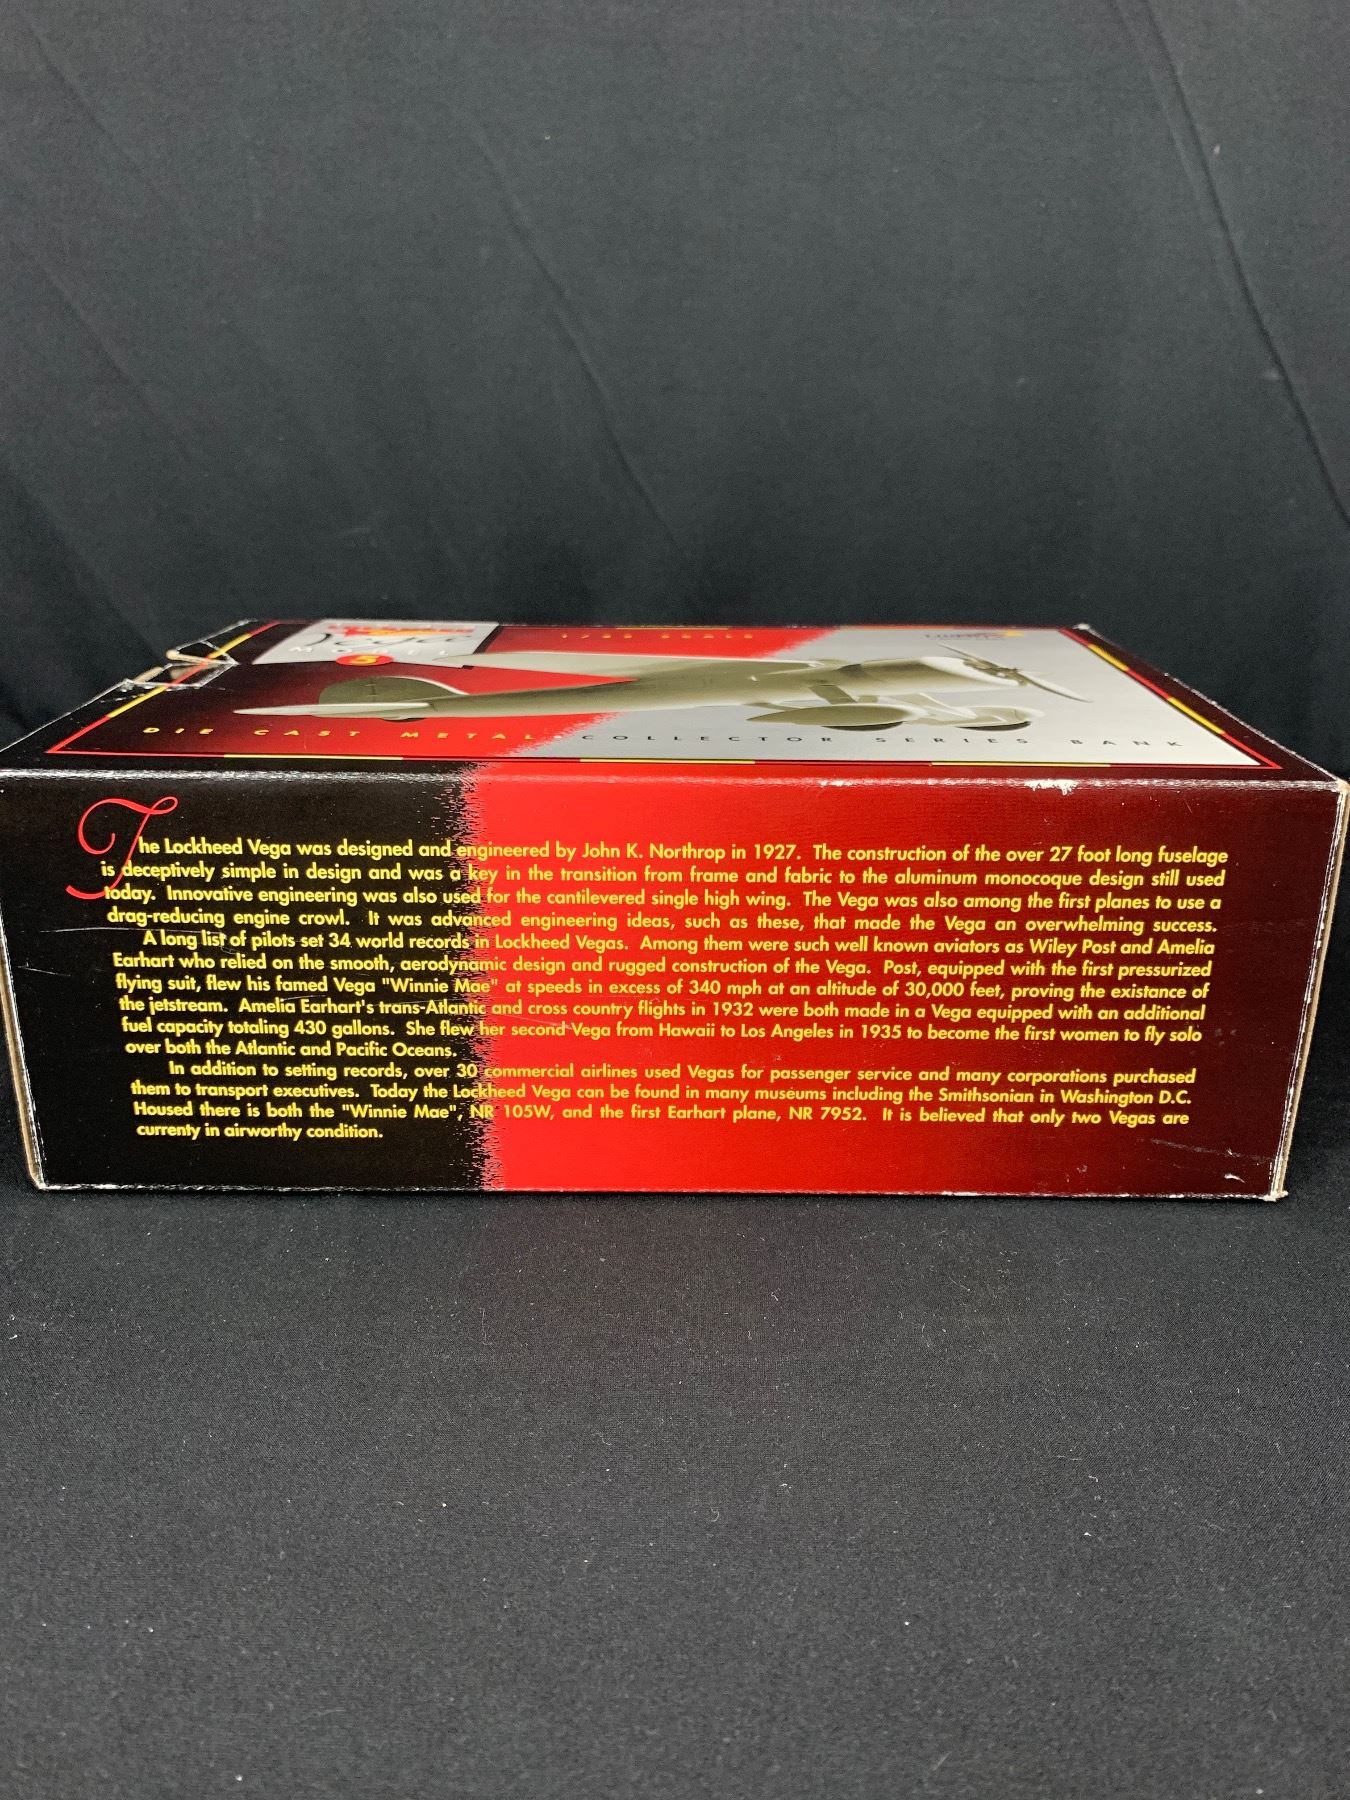 MODEL
5
DIE CAST METAL COLLECTOR SERIES BANK
The Lockheed Vega was designed and engineered by John K. Northrop in 1927. The construction of the over 27 foot long fuselage
is deceptively simple in design and was a key in the transition from frame and fabric to the aluminum monocoque design still used
today. Innovative engineering was also used for the cantilevered single high wing. The Vega was also among the first planes to use a
drag-reducing engine crowl. It was advanced engineering ideas, such as these, that made the Vega an overwhelming success.
A long list of pilots set 34 world records in Lockheed Vegas. Among them were such well known aviators as Wiley Post and Amelia
Earhart who relied on the smooth, aerodynamic design and rugged construction of the Vega. Post, equipped with the first pressurized
flying suit, flew his famed Vega "Winnie Mae" at speeds in excess of 340 mph at an altitude of 30,000 feet, proving the existance of
the jetstream. Amelia Earhart's trans-Atlantic and cross country flights in 1932 were both made in a Vega equipped with an additional
fuel capacity totaling 430 gallons. She flew her second Vega from Hawaii to Los Angeles in 1935 to become the first women to fly solo
over both the Atlantic and Pacific Oceans.
In addition to setting records, over 30 commercial airlines used Vegas for passenger service and many corporations purchased
them to transport executives. Today the Lockheed Vega can be found in many museums including the Smithsonian in Washington D.C.
Housed there is both the "Winnie Mae", NR 105W, and the first Earhart plane, NR 7952. It is believed that only two Vegas are
currenty in airworthy condition.